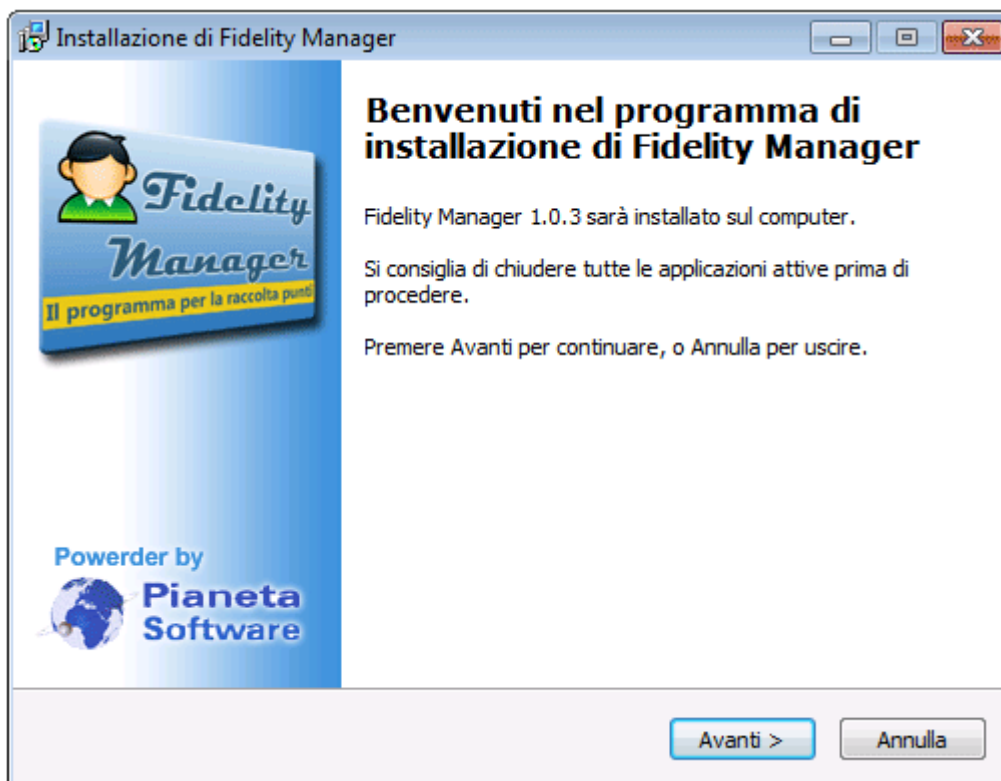 Installazione di Fidelity Manager
Benvenuti nel programma di
installazione di Fidelity Manager
Fidelity Manager 1.0.3 sarà installato sul computer.
Si consiglia di chiudere tutte le applicazioni attive prima di
procedere.
Premere Avanti per continuare, o Annulla per uscire.
Fidelity
Manager
Il programma per la raccolta punti
Powerder by
Pianeta
Software
Avanti >
Annulla